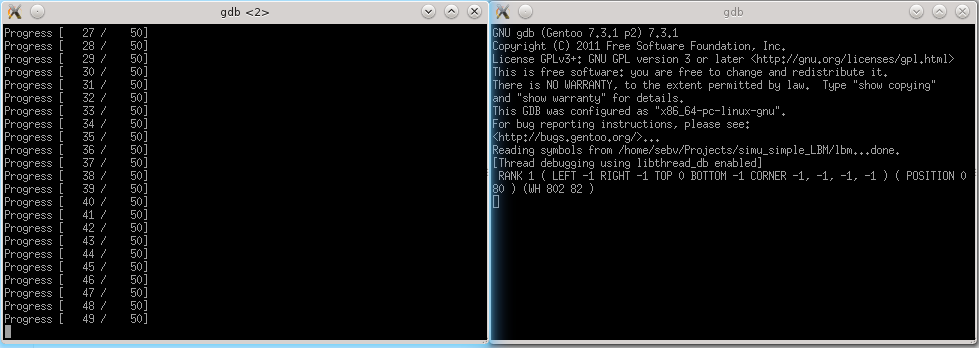 gdb <2>
Progress [   27 /    50]
Progress [   28 /    50]
Progress [   29 /    50]
Progress [   30 /    50]
Progress [   31 /    50]
Progress [   32 /    50]
Progress [   33 /    50]
Progress [   34 /    50]
Progress [   35 /    50]
Progress [   36 /    50]
Progress [   37 /    50]
Progress [   38 /    50]
Progress [   39 /    50]
Progress [   40 /    50]
Progress [   41 /    50]
Progress [   42 /    50]
Progress [   43 /    50]
Progress [   44 /    50]
Progress [   45 /    50]
Progress [   46 /    50]
Progress [   47 /    50]
Progress [   48 /    50]
Progress [   49 /    50]
gdb
GNU gdb (Gentoo 7.3.1 p2) 7.3.1
Copyright (C) 2011 Free Software Foundation, Inc.
License GPLv3+: GNU GPL version 3 or later <http://gnu.org/licenses/gpl.html>
This is free software: you are free to change and redistribute it.
There is NO WARRANTY, to the extent permitted by law.  Type "show copying"
and "show warranty" for details.
This GDB was configured as "x86_64-pc-linux-gnu".
For bug reporting instructions, please see:
<http://bugs.gentoo.org/>...
Reading symbols from /home/sebv/Projects/simu_simple_LBM/lbm...done.
[Thread debugging using libthread_db enabled]
 RANK 1 ( LEFT -1 RIGHT -1 TOP 0 BOTTOM -1 CORNER -1, -1, -1, -1 ) ( POSITION 0
80 ) (WH 802 82 )